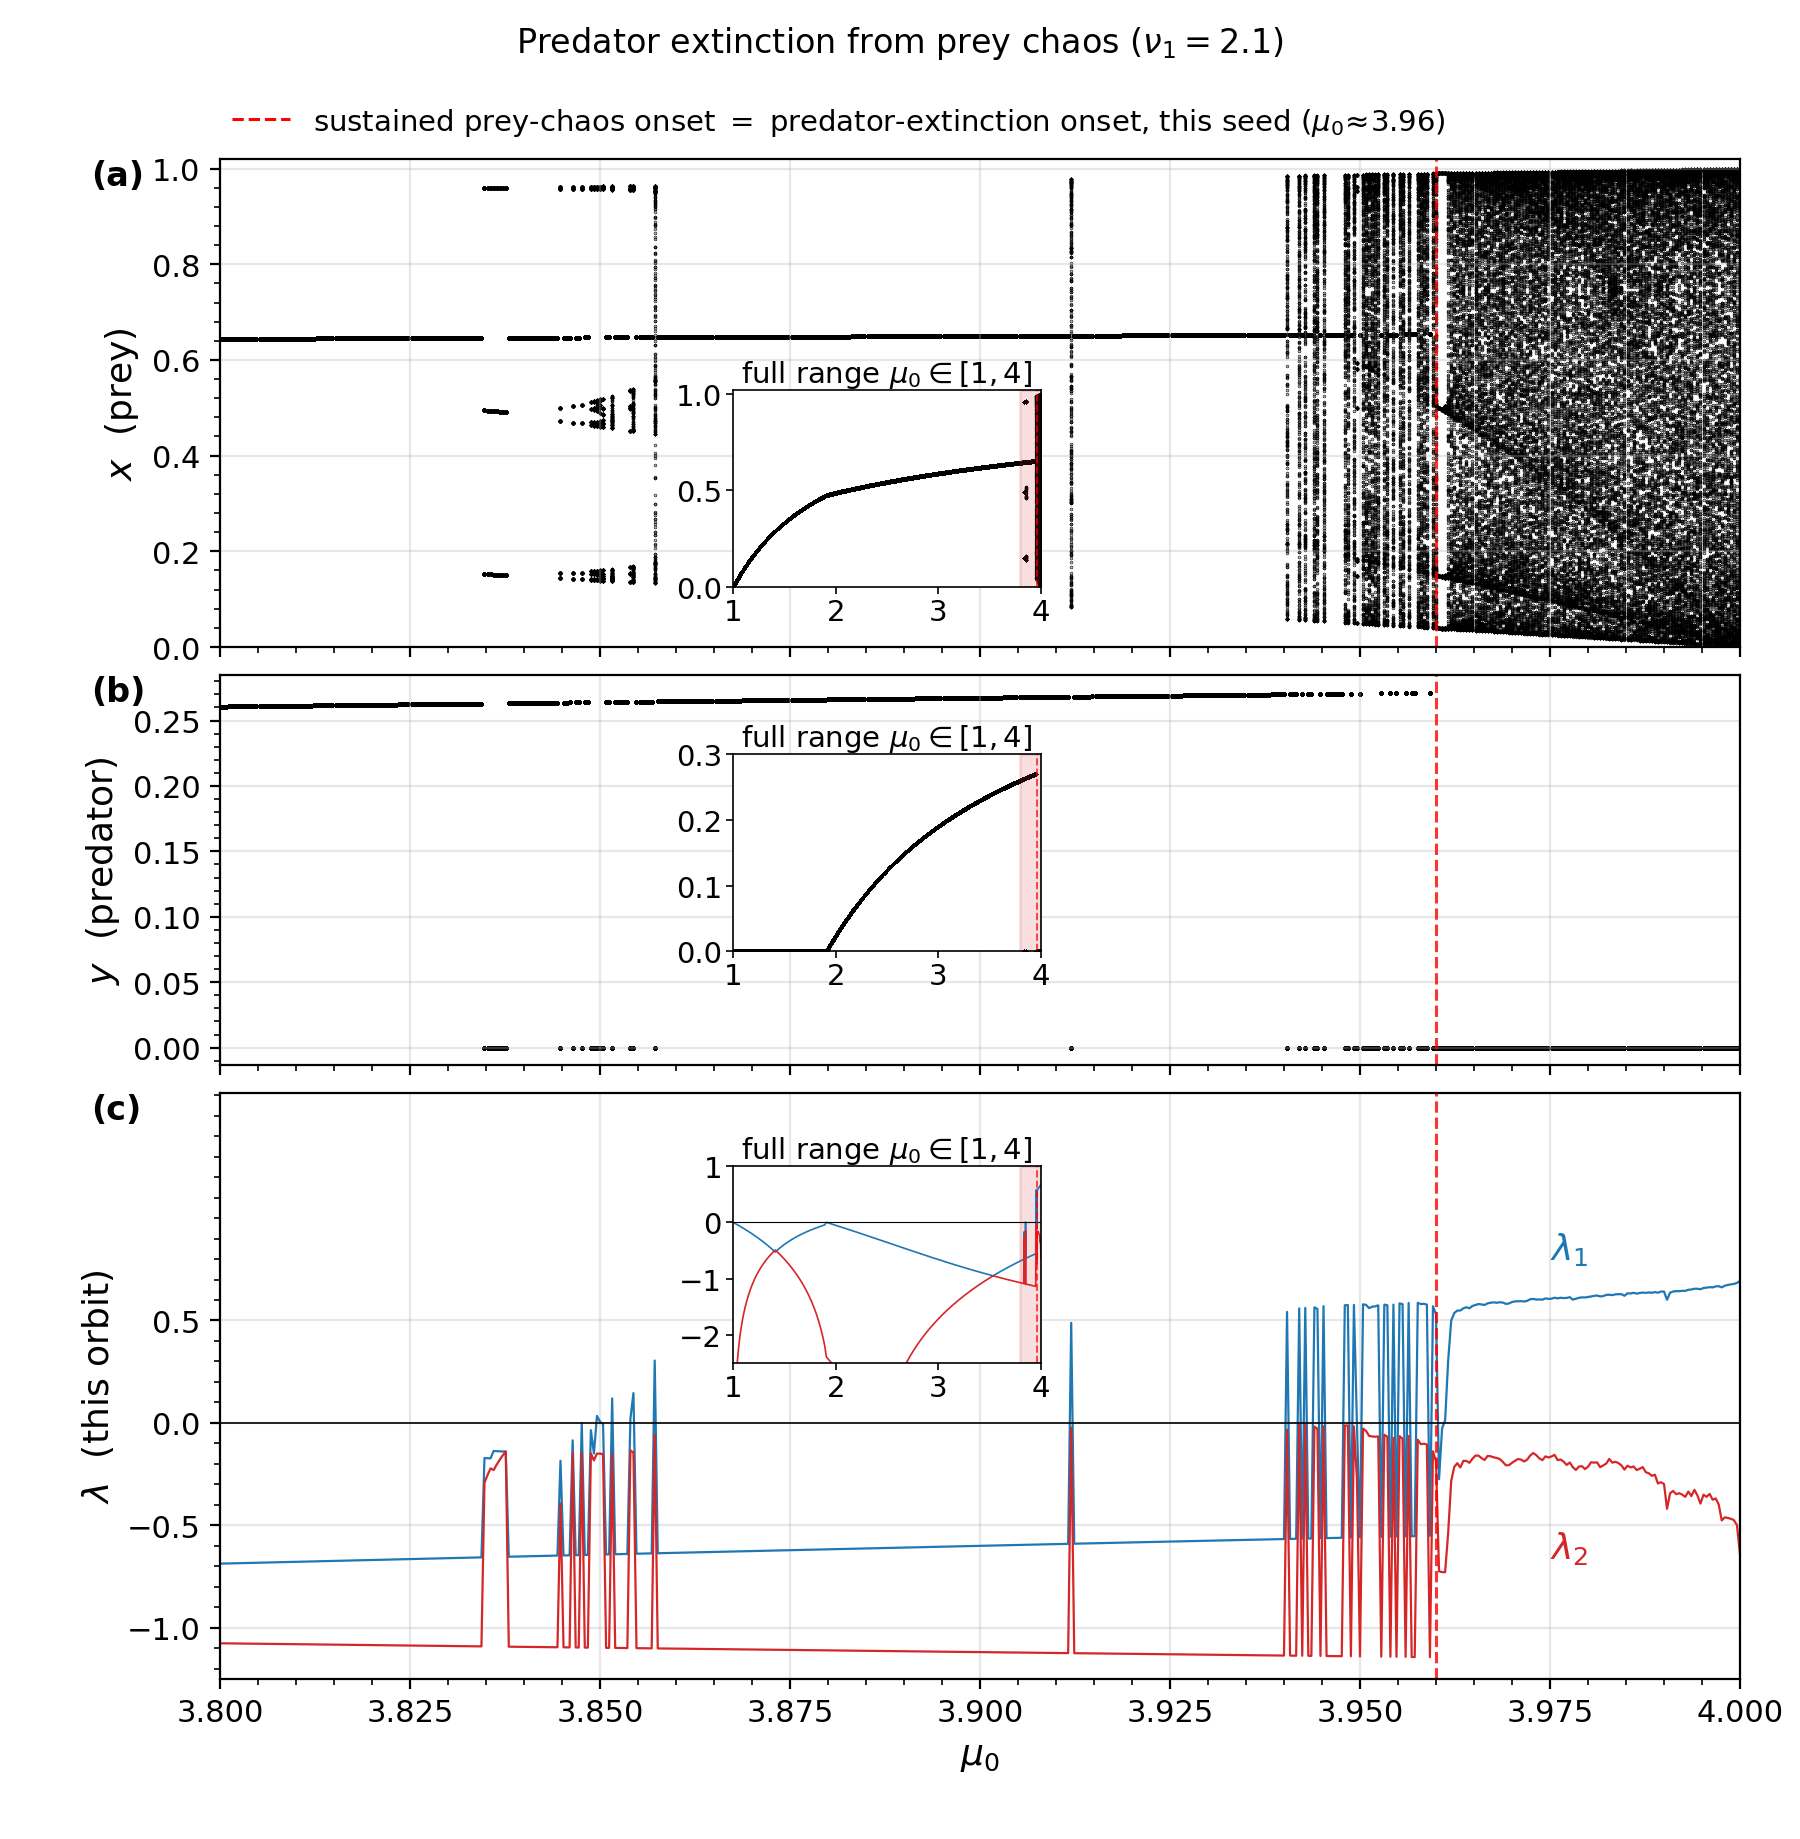 Predator extinction from prey chaos (ν₁ = 2.1)
sustained prey-chaos onset = predator-extinction onset, this seed (μ₀≈3.96)
(a)
x (prey)
1.0
0.8
0.6
0.4
0.2
0.0
full range μ₀ ∈ [1, 4]
1.0
0.5
0.0
1 2 3 4
(b)
y (predator)
0.25
0.20
0.15
0.10
0.05
0.00
full range μ₀ ∈ [1, 4]
0.3
0.2
0.1
0.0
1 2 3 4
(c)
λ (this orbit)
0.5
0.0
−0.5
−1.0
full range μ₀ ∈ [1, 4]
1
0
−1
−2
1 2 3 4
λ₁
λ₂
3.800 3.825 3.850 3.875 3.900 3.925 3.950 3.975 4.000
μ₀